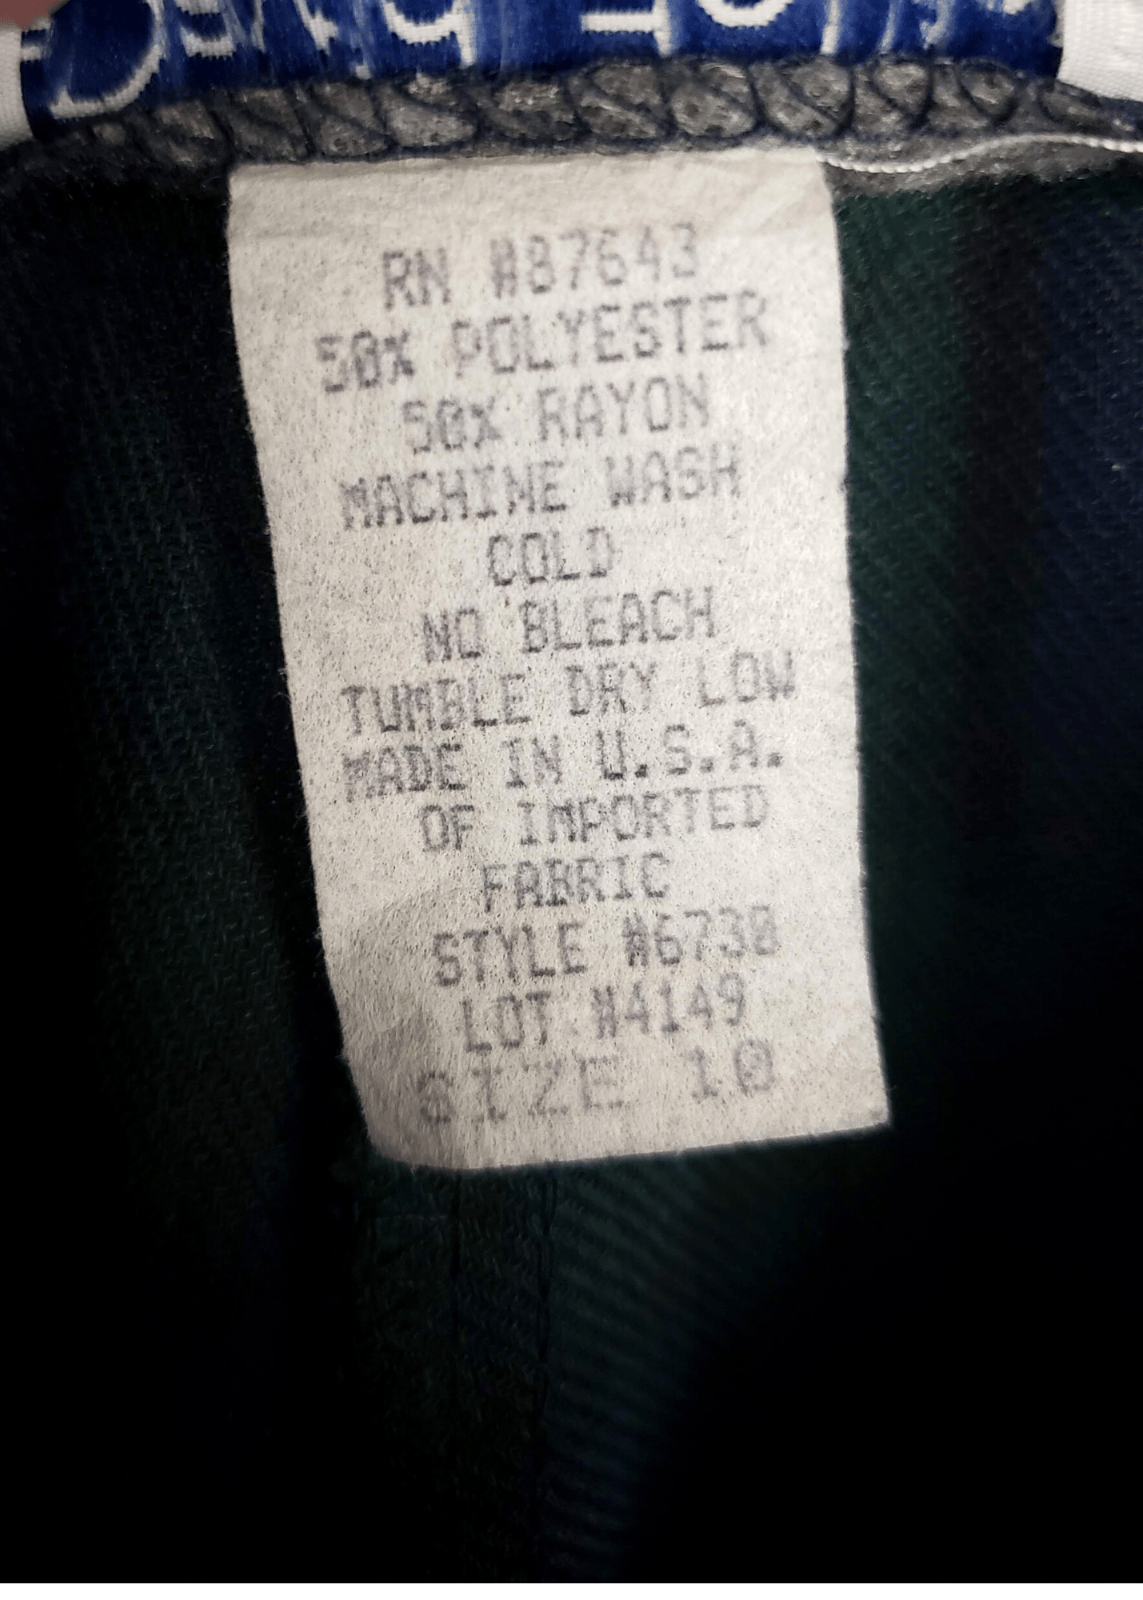 RN #87643
50% POLYESTER
50% RAYON
MACHINE WASH
COLD
NO BLEACH
TUMBLE DRY LOW
MADE IN U.S.A.
OF IMPORTED
FABRIC
STYLE #6730
LOT #4149
SIZE 10